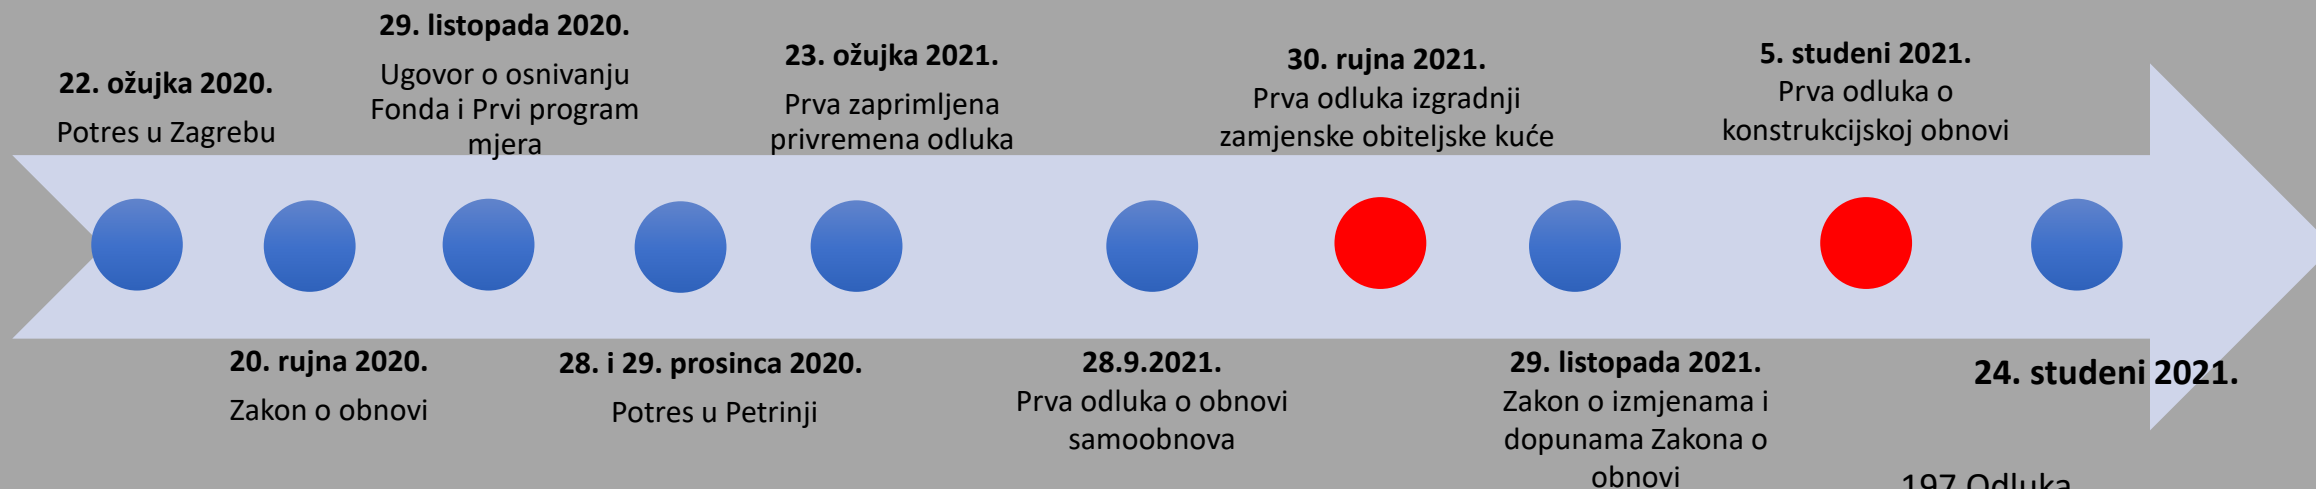 22. ožujka 2020.
Potres u Zagrebu
20. rujna 2020.
Zakon o obnovi
29. listopada 2020.
Ugovor o osnivanju
Fonda i Prvi program
mjera
28. i 29. prosinca 2020.
Potres u Petrinji
23. ožujka 2021.
Prva zaprimljena
privremena odluka
28.9.2021.
Prva odluka o obnovi
samoobnova
30. rujna 2021.
Prva odluka izgradnji
zamjenske obiteljske kuće
29. listopada 2021.
Zakon o izmjenama i
dopunama Zakona o
obnovi
5. studeni 2021.
Prva odluka o
konstrukcijskoj obnovi
24. studeni 2021.
197 Odluka